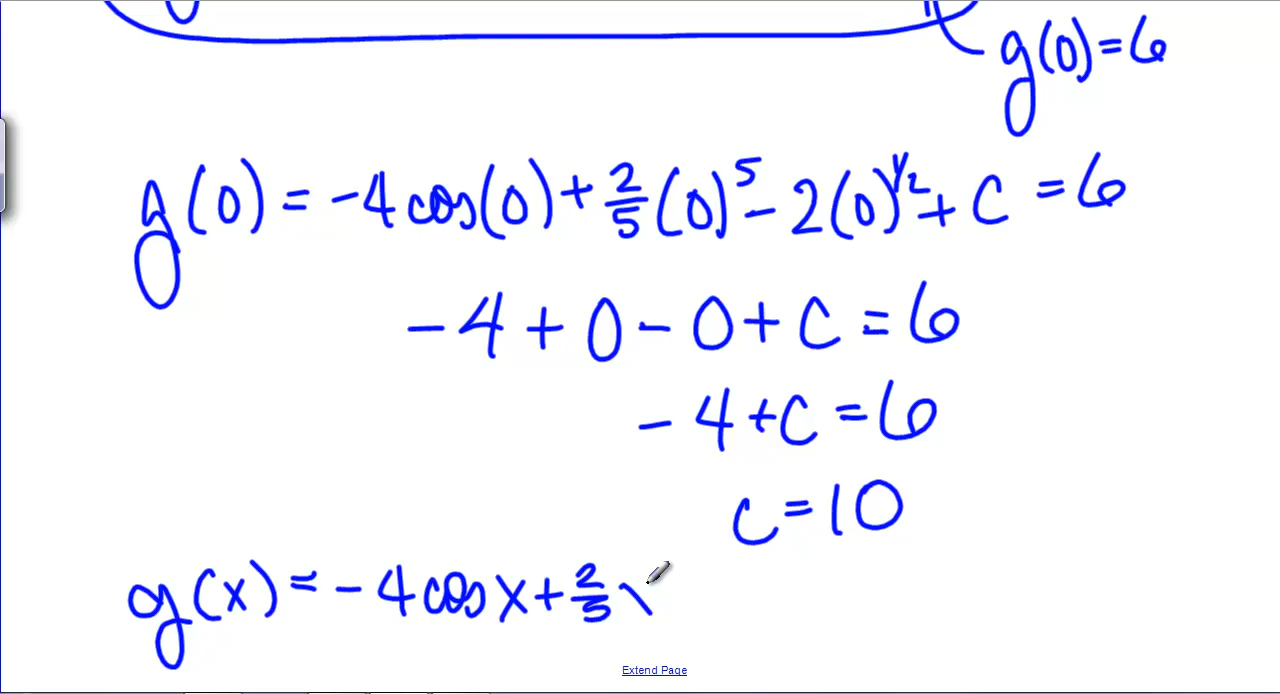 g(0)=6
g(0) = -4cos(0) + 2/5 (0)^5 - 2(0)^1/2 + C = 6
-4 + 0 - 0 + C = 6
-4 + C = 6
C = 10
g(x) = -4cosx + 2/5
Extend Page